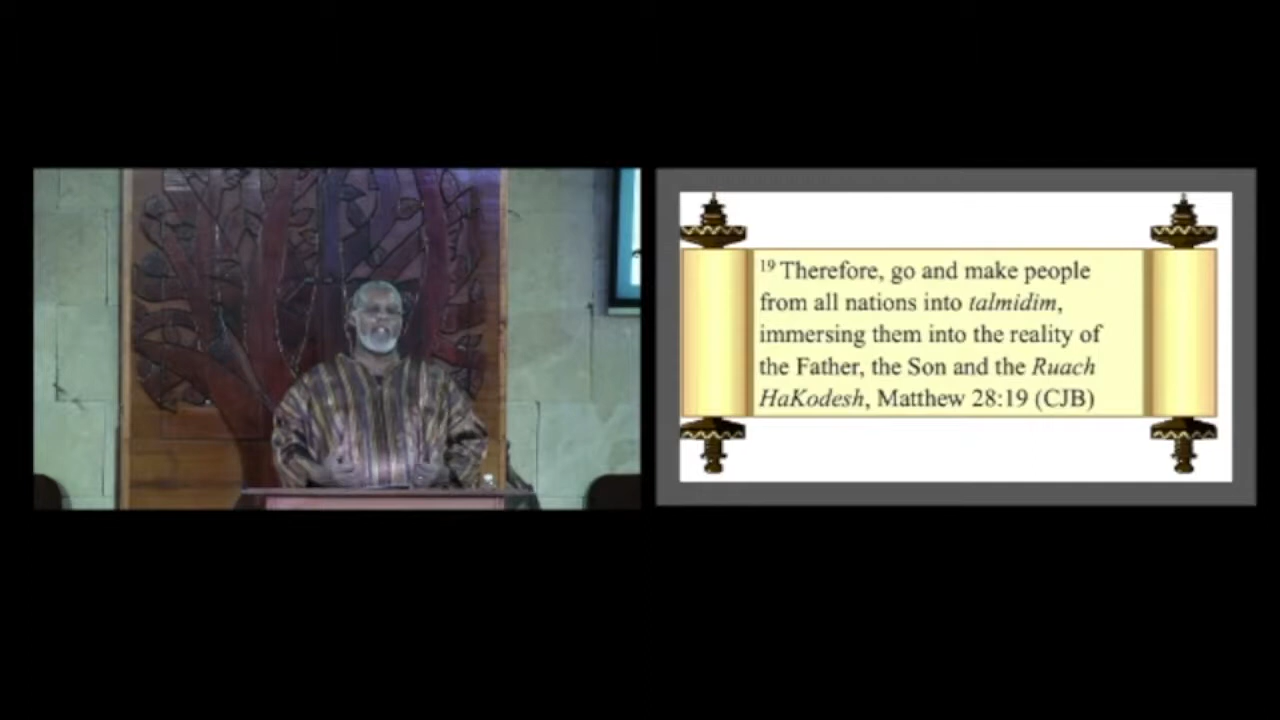 19 Therefore, go and make people
from all nations into talmidim,
immersing them into the reality of
the Father, the Son and the Ruach
HaKodesh, Matthew 28:19 (CJB)